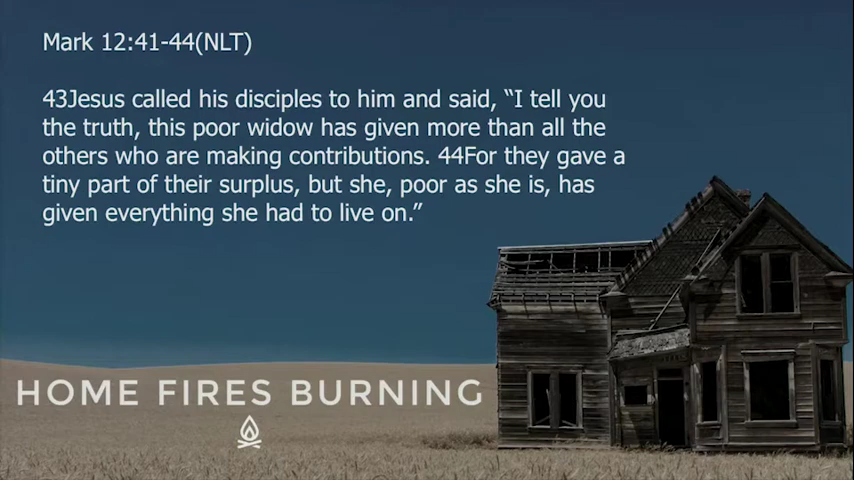 Mark 12:41-44(NLT)
43Jesus called his disciples to him and said, “I tell you
the truth, this poor widow has given more than all the
others who are making contributions. 44For they gave a
tiny part of their surplus, but she, poor as she is, has
given everything she had to live on.”
HOME FIRES BURNING